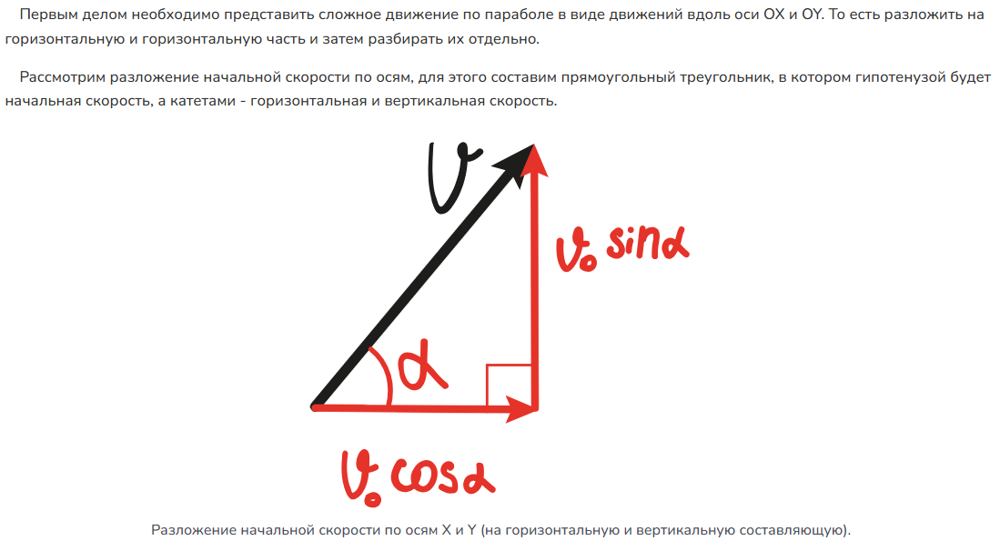 Первым делом необходимо представить сложное движение по параболе в виде движений вдоль оси OX и OY. То есть разложить на
горизонтальную и горизонтальную часть и затем разбирать их отдельно.
Рассмотрим разложение начальной скорости по осям, для этого составим прямоугольный треугольник, в котором гипотенузой будет
начальная скорость, а катетами - горизонтальная и вертикальная скорость.
v
v₀ sinα
α
v₀ cosα
Разложение начальной скорости по осям X и Y (на горизонтальную и вертикальную составляющую).